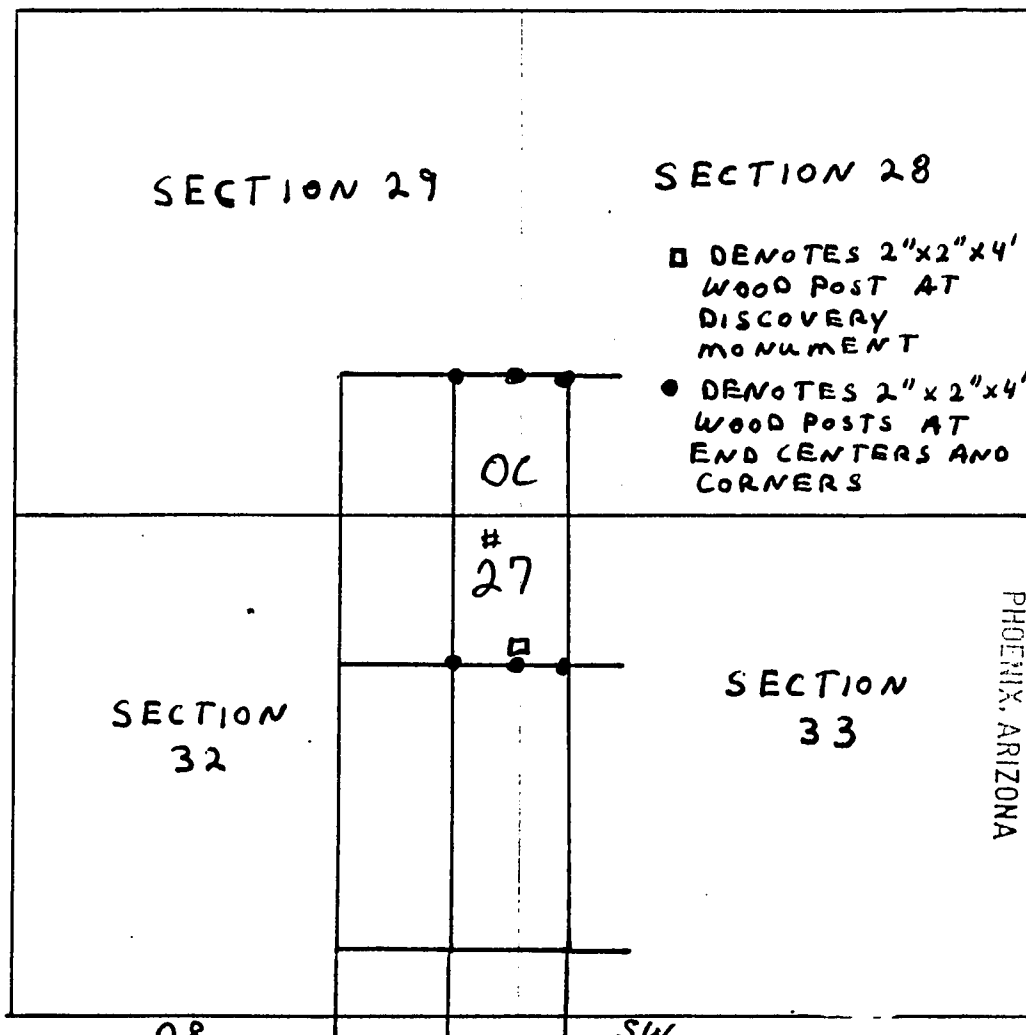 SECTION 29
SECTION 28
□ DENOTES 2"x2"x4'
WOOD POST AT
DISCOVERY
MONUMENT
● DENOTES 2"x2"x4'
WOOD POSTS AT
END CENTERS AND
CORNERS
OC
#
27
SECTION
32
SECTION
33
PHOENIX, ARIZONA